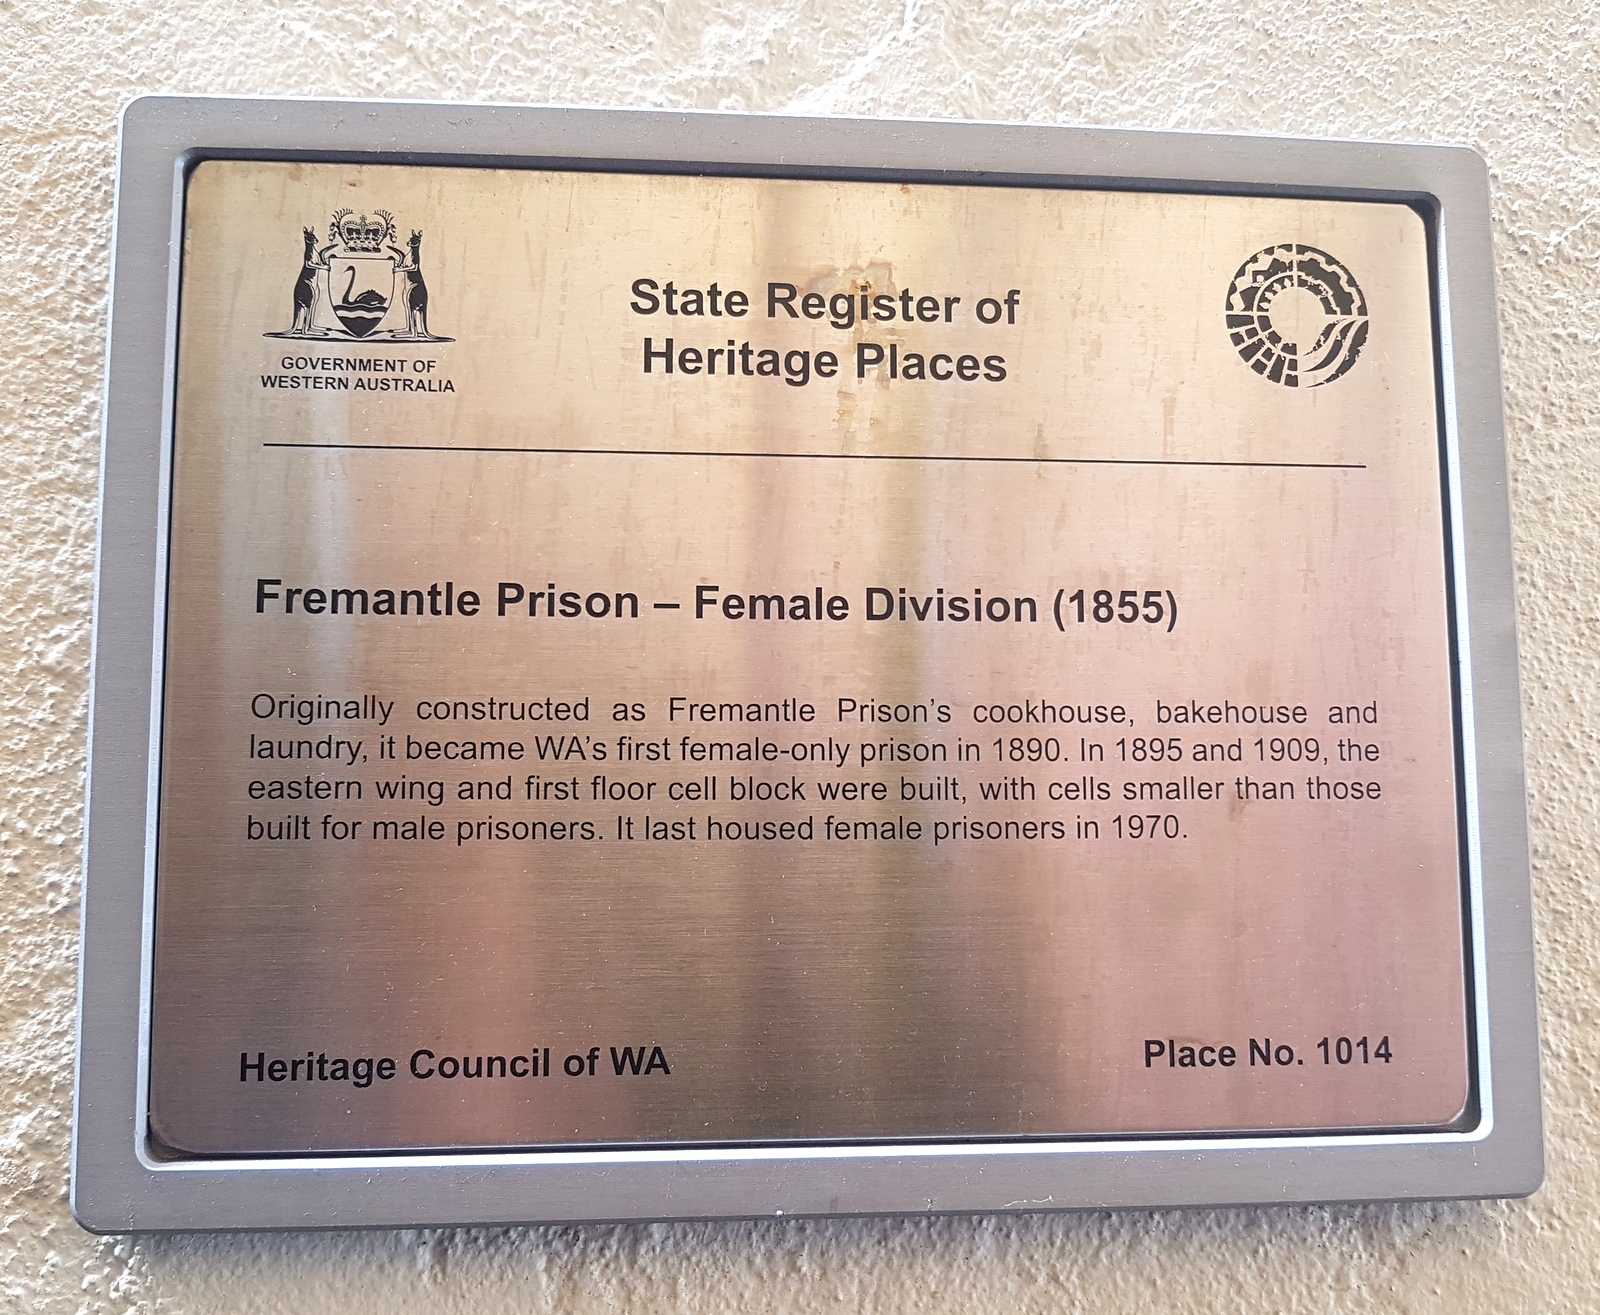 GOVERNMENT OF
WESTERN AUSTRALIA
State Register of
Heritage Places
Fremantle Prison – Female Division (1855)
Originally constructed as Fremantle Prison's cookhouse, bakehouse and
laundry, it became WA's first female-only prison in 1890. In 1895 and 1909, the
eastern wing and first floor cell block were built, with cells smaller than those
built for male prisoners. It last housed female prisoners in 1970.
Heritage Council of WA
Place No. 1014